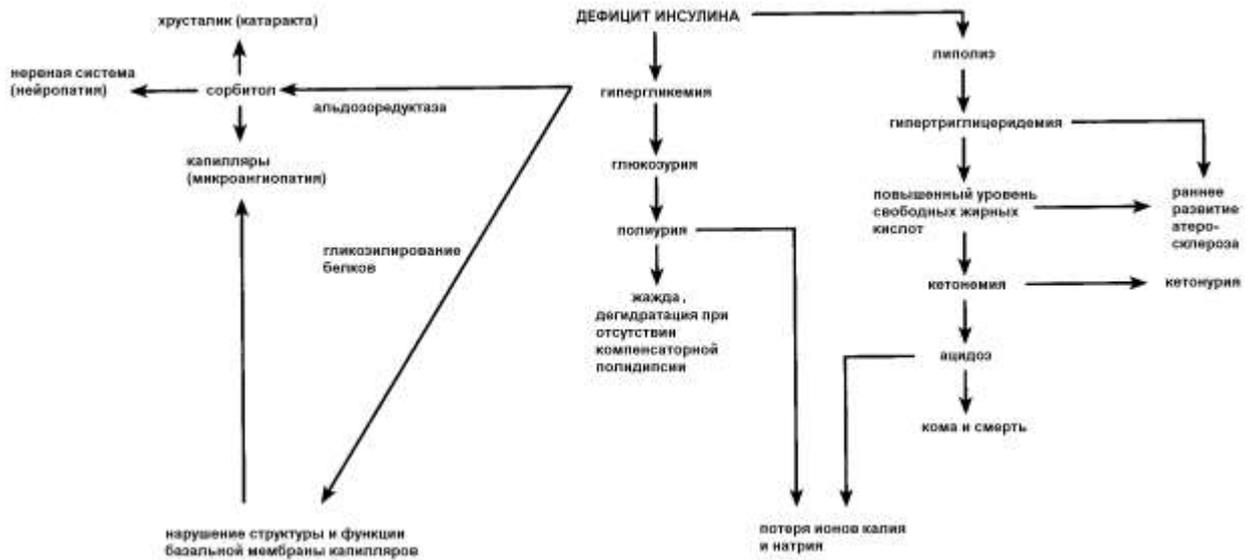 хрусталик (катаракта)
нервная система
(нейропатия)
сорбитол
альдозоредуктаза
капилляры
(микроангиопатия)
гликозилирование
белков
нарушение структуры и функции
базальной мембраны капилляров
ДЕФИЦИТ ИНСУЛИНА
гипергликемия
глюкозурия
полиурия
жажда,
дегидратация при
отсутствии
компенсаторной
полидипсии
липолиз
гипертриглицеридемия
повышенный уровень
свободных жирных
кислот
раннее
развитие
атеро-
склероза
кетонемия
кетонурия
ацидоз
кома и смерть
потеря ионов калия
и натрия